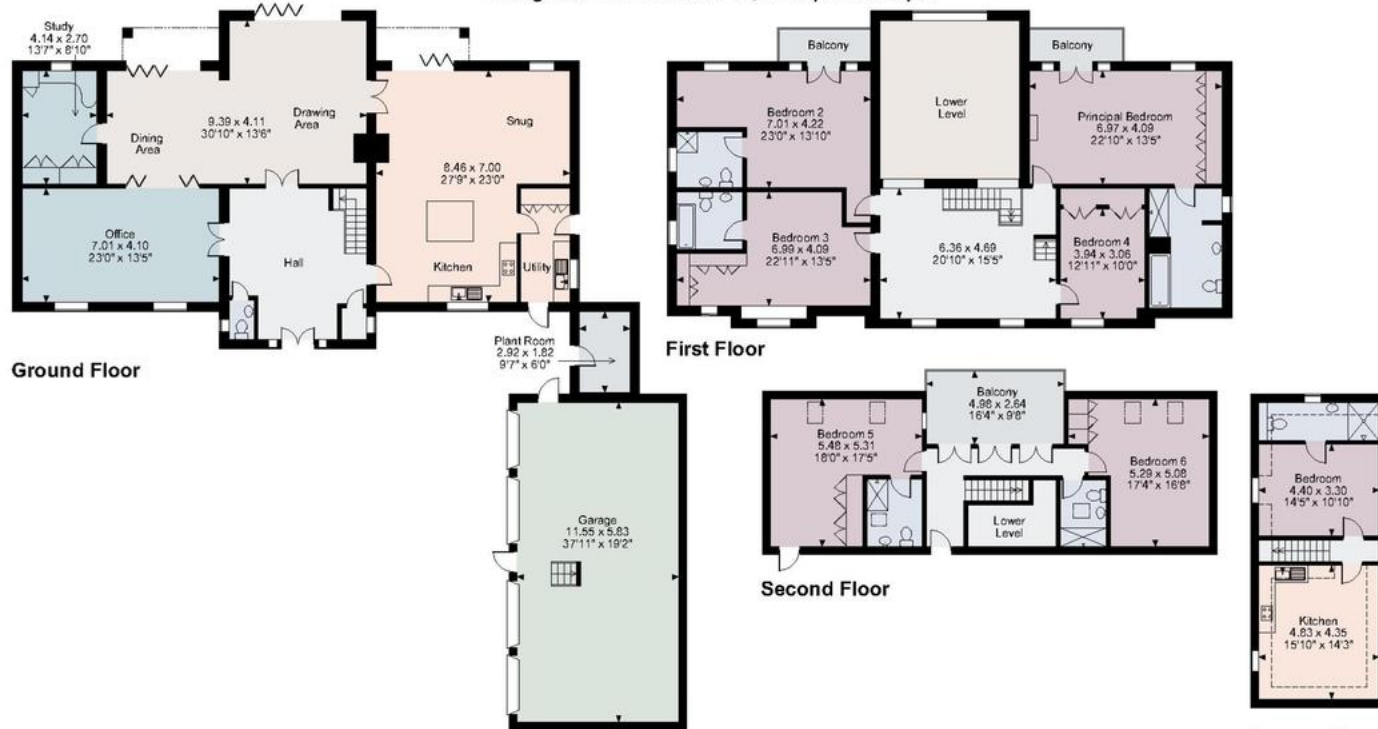 Study
4.14 x 2.70
13'7" x 8'10"
Dining
Area
9.39 x 4.11
30'10" x 13'6"
Drawing
Area
Snug
8.46 x 7.00
27'9" x 23'0"
Office
7.01 x 4.10
23'0" x 13'5"
Hall
Kitchen
Utility
Plant Room
2.92 x 1.82
9'7" x 6'0"
Ground Floor
Garage
11.55 x 5.83
37'11" x 19'2"
Balcony
Balcony
Lower
Level
Bedroom 2
7.01 x 4.22
23'0" x 13'10"
Principal Bedroom
6.97 x 4.09
22'10" x 13'5"
Bedroom 3
6.99 x 4.09
22'11" x 13'5"
6.36 x 4.69
20'10" x 15'5"
Bedroom 4
3.94 x 3.06
12'11" x 10'0"
First Floor
Balcony
4.98 x 2.64
16'4" x 9'8"
Bedroom 5
5.48 x 5.31
18'0" x 17'5"
Bedroom 6
5.29 x 5.08
17'4" x 16'8"
Lower
Level
Second Floor
Bedroom
4.40 x 3.30
14'5" x 10'10"
Kitchen
4.83 x 4.35
15'10" x 14'3"